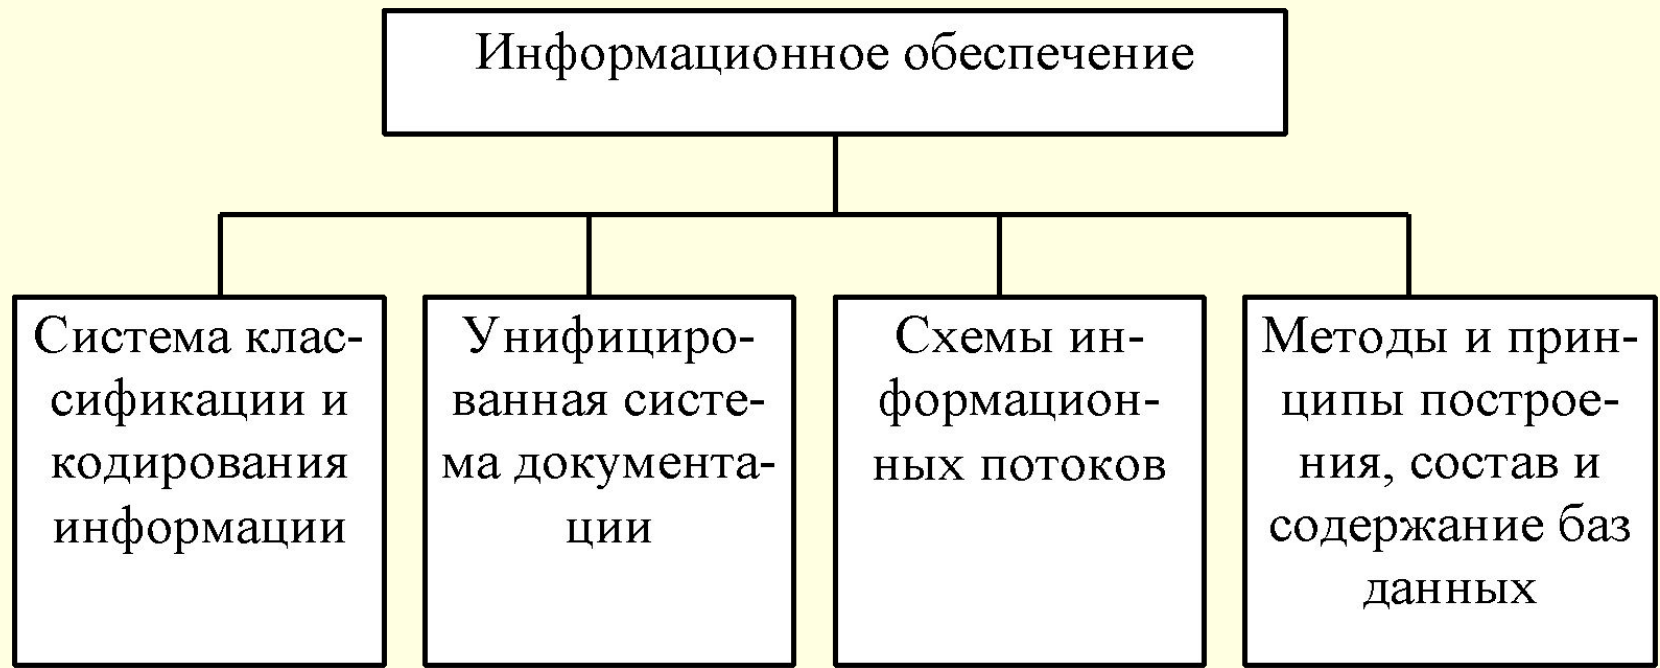 Информационное обеспечение
Система клас-
сификации и
кодирования
информации
Унифициро-
ванная систе-
ма документа-
ции
Схемы ин-
формацион-
ных потоков
Методы и прин-
ципы построе-
ния, состав и
содержание баз
данных